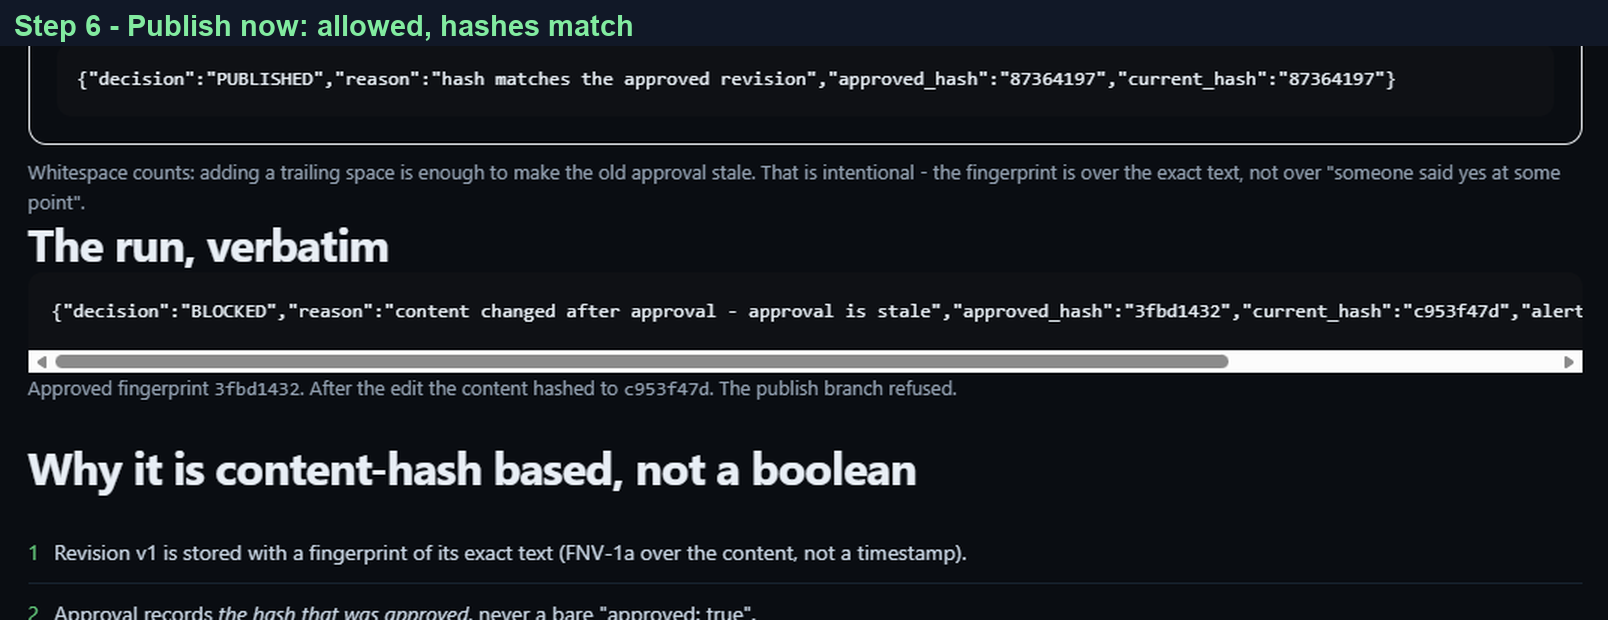 Step 6 - Publish now: allowed, hashes match
{"decision":"PUBLISHED","reason":"hash matches the approved revision","approved_hash":"87364197","current_hash":"87364197"}
Whitespace counts: adding a trailing space is enough to make the old approval stale. That is intentional - the fingerprint is over the exact text, not over "someone said yes at some
point".
The run, verbatim
{"decision":"BLOCKED","reason":"content changed after approval - approval is stale","approved_hash":"3fbd1432","current_hash":"c953f47d","alert
Approved fingerprint 3fbd1432. After the edit the content hashed to c953f47d. The publish branch refused.
Why it is content-hash based, not a boolean
1 Revision v1 is stored with a fingerprint of its exact text (FNV-1a over the content, not a timestamp).
2 Approval records the hash that was approved, never a bare "approved: true".